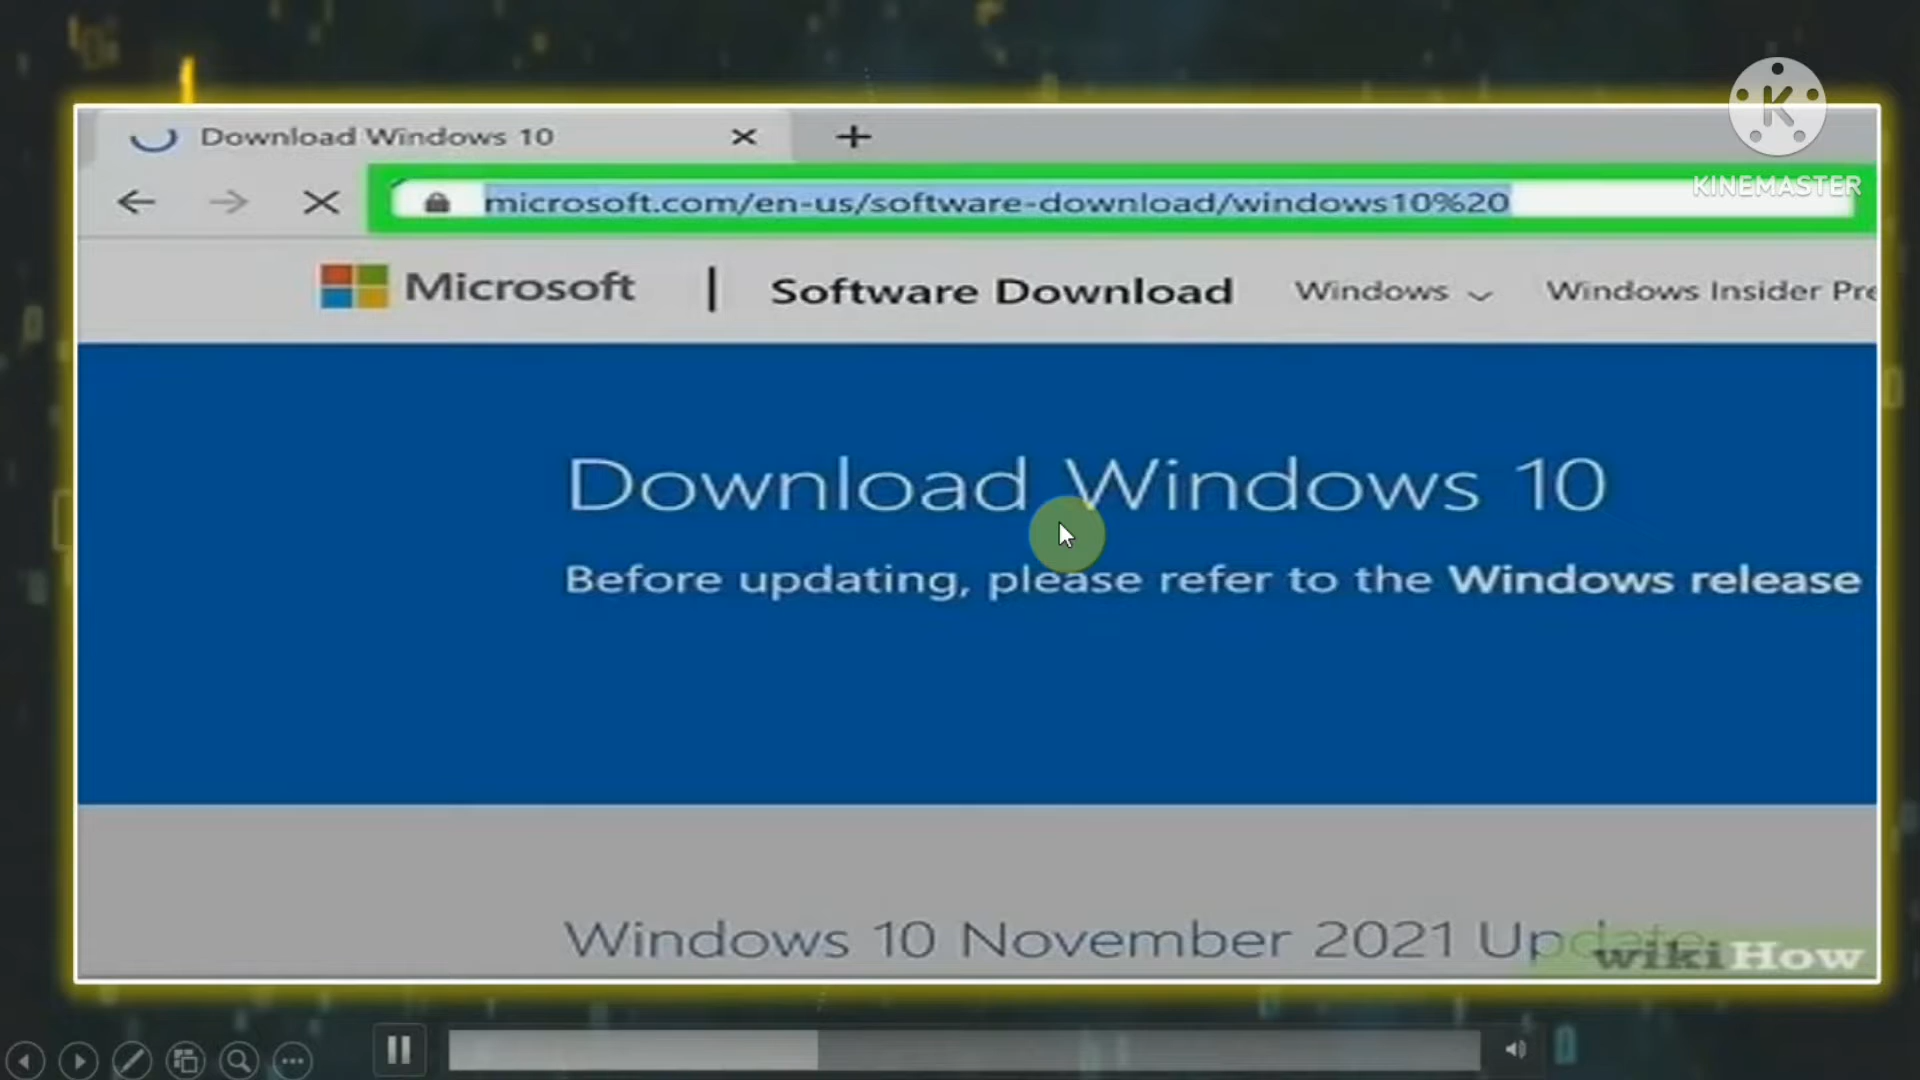 Download Windows 10
KINEMASTER
microsoft.com/en-us/software-download/windows10%20
Microsoft | Software Download Windows Windows Insider Pre
Download Windows 10
Before updating, please refer to the Windows release
Windows 10 November 2021 Update
wikiHow